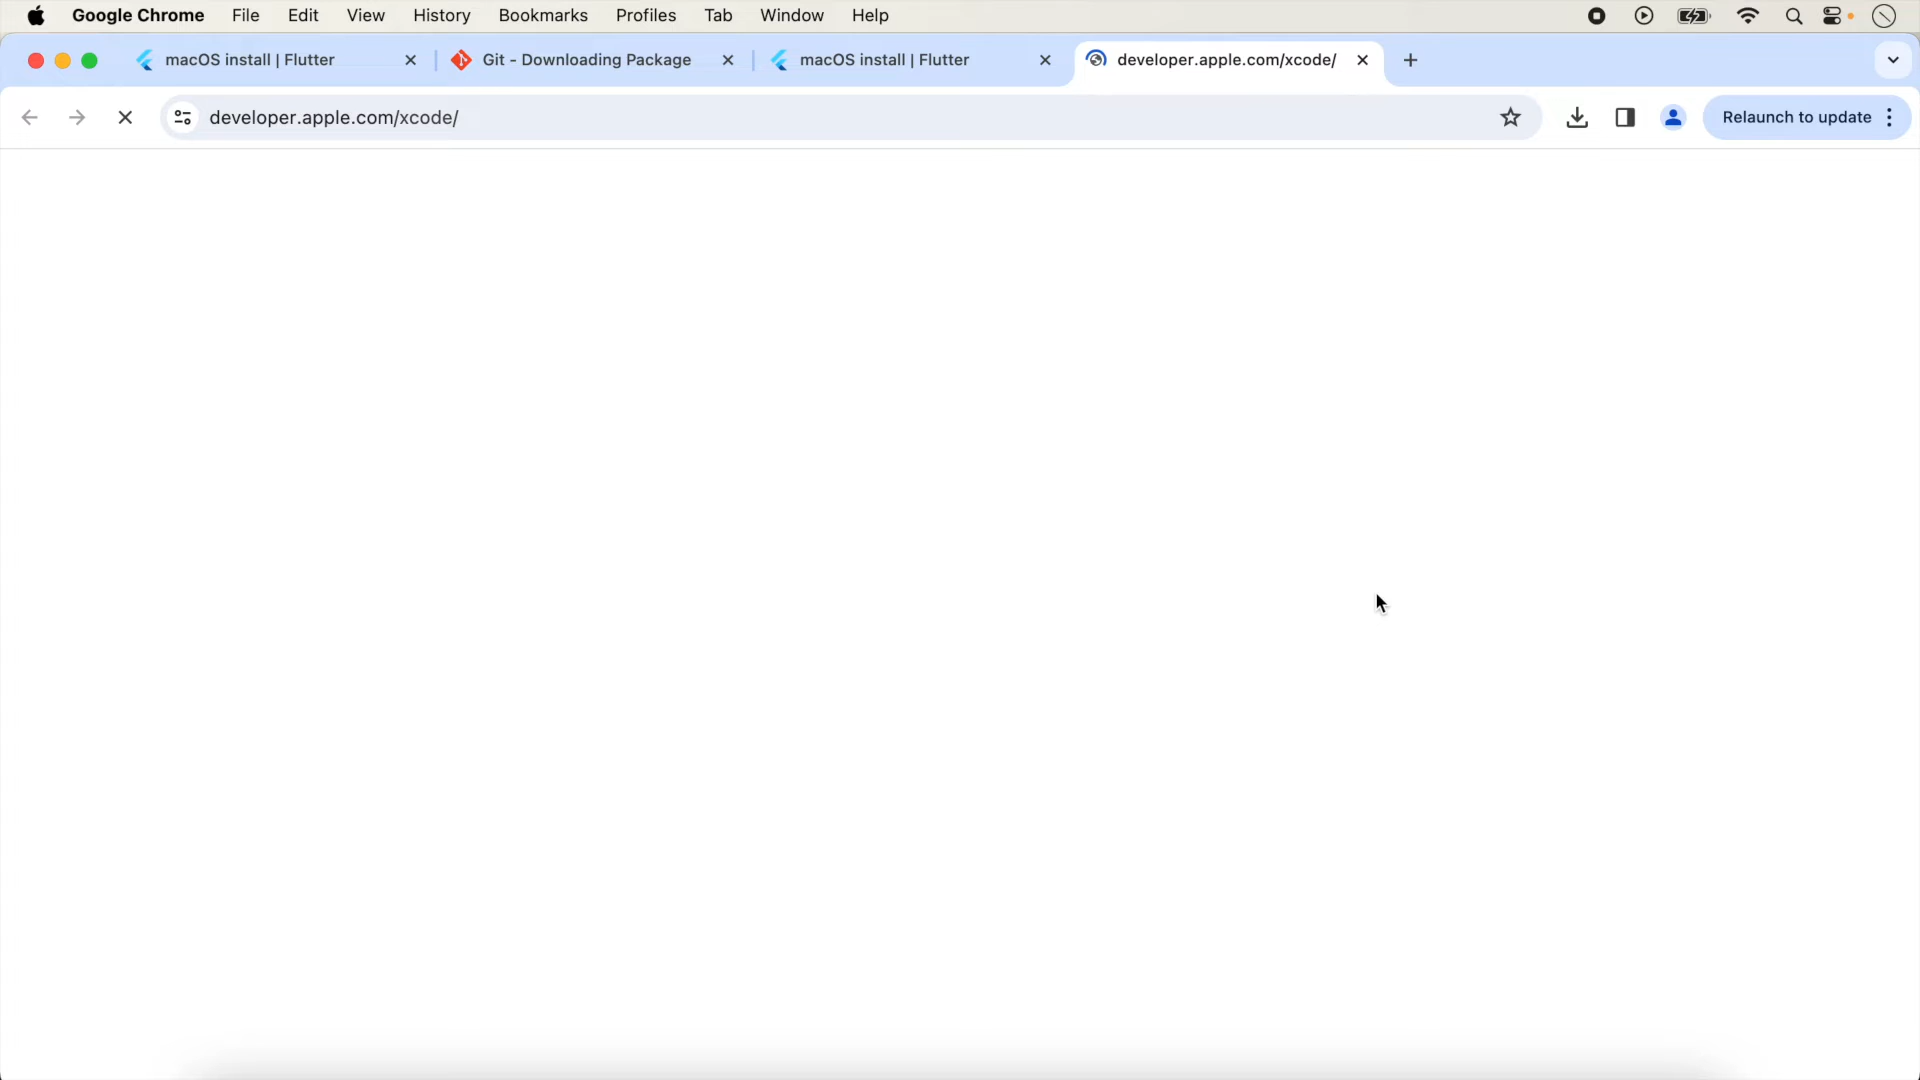 Google Chrome File Edit View History Bookmarks Profiles Tab Window Help
macOS install | Flutter Git - Downloading Package macOS install | Flutter developer.apple.com/xcode/
developer.apple.com/xcode/ Relaunch to update